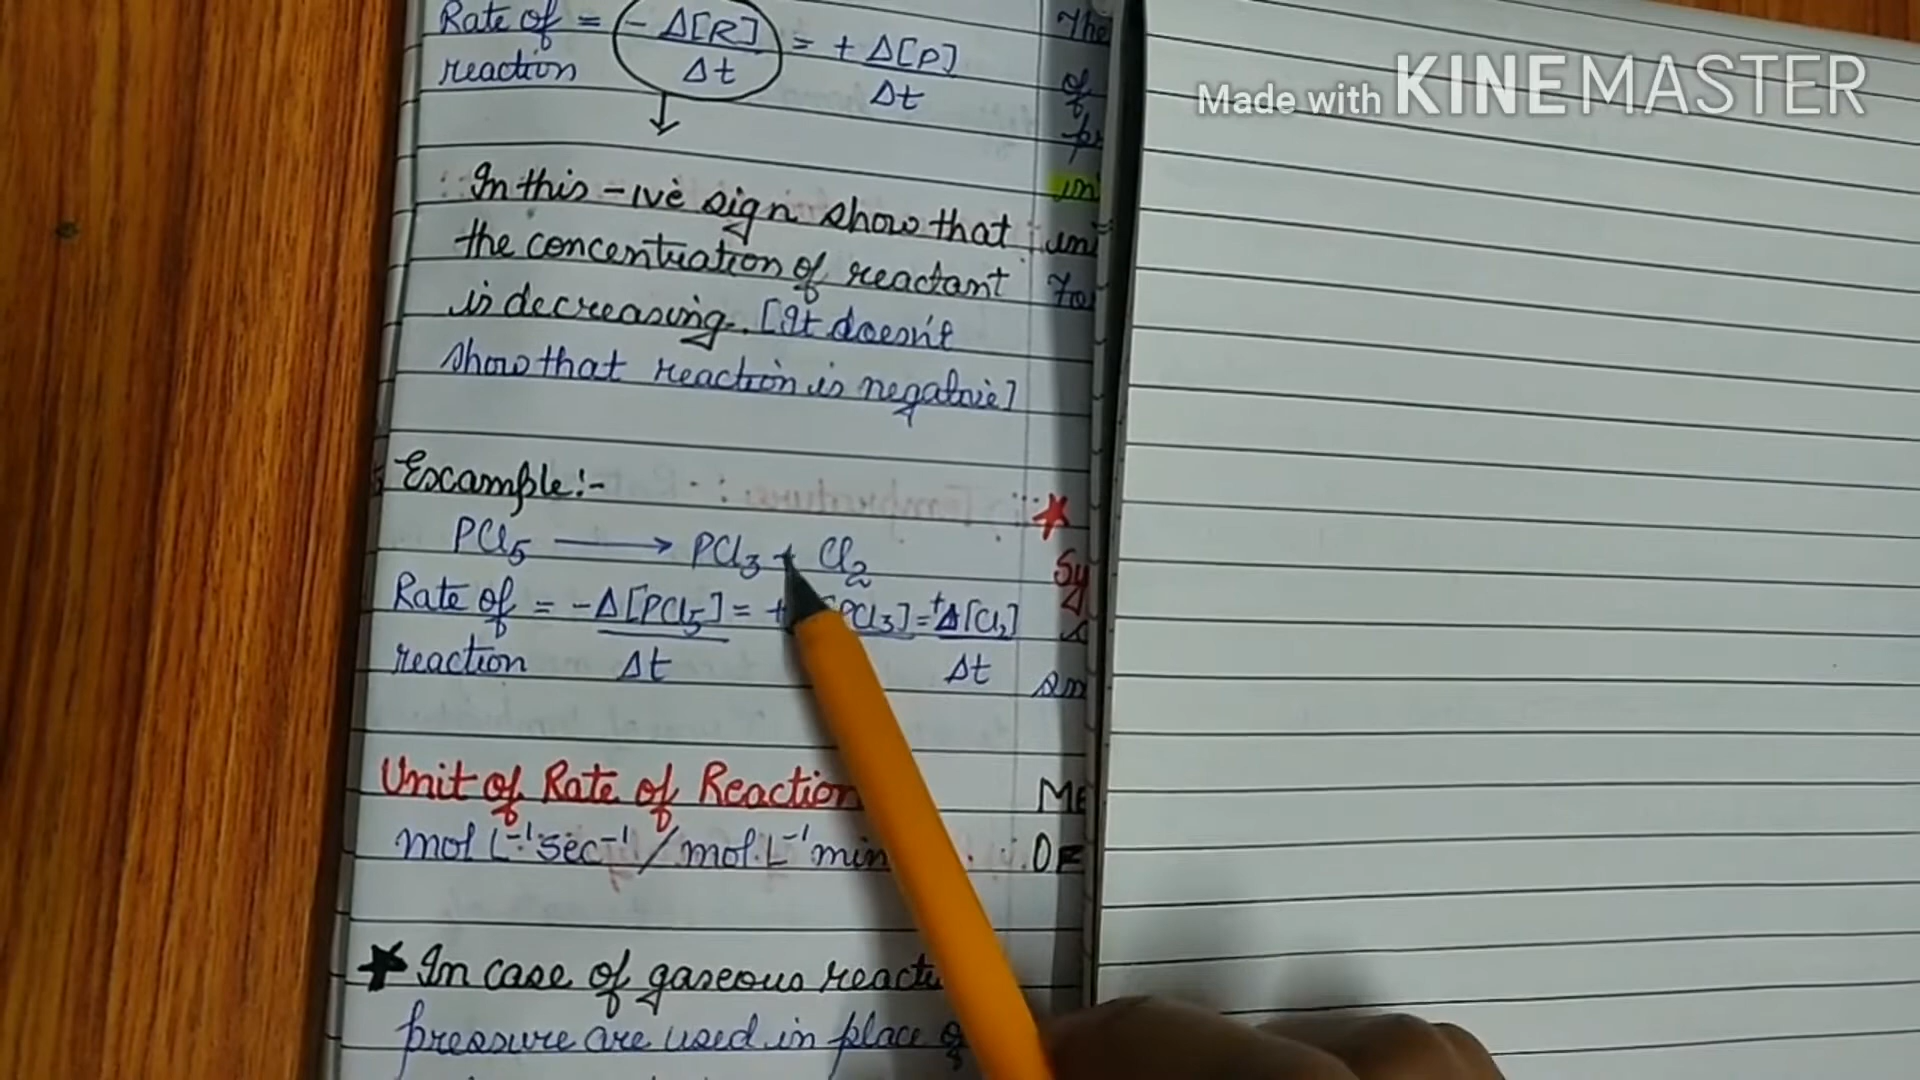 Rate of = - Δ[R] = + Δ[P]
reaction Δt Δt
In this -ive sign show that
the concentration of reactant
is decreasing. [It doesn't
show that reaction is negative]
Example:-
PCl5 ⟶ PCl3 + Cl2
Rate of = -Δ[PCl5] = + [PCl3] = +Δ[Cl2]
reaction Δt Δt
Unit of Rate of Reaction
mol L-1 sec-1 / mol. L-1 min
★ In case of gaseous
pressure are used in place
The
of
Made with KINEMASTER